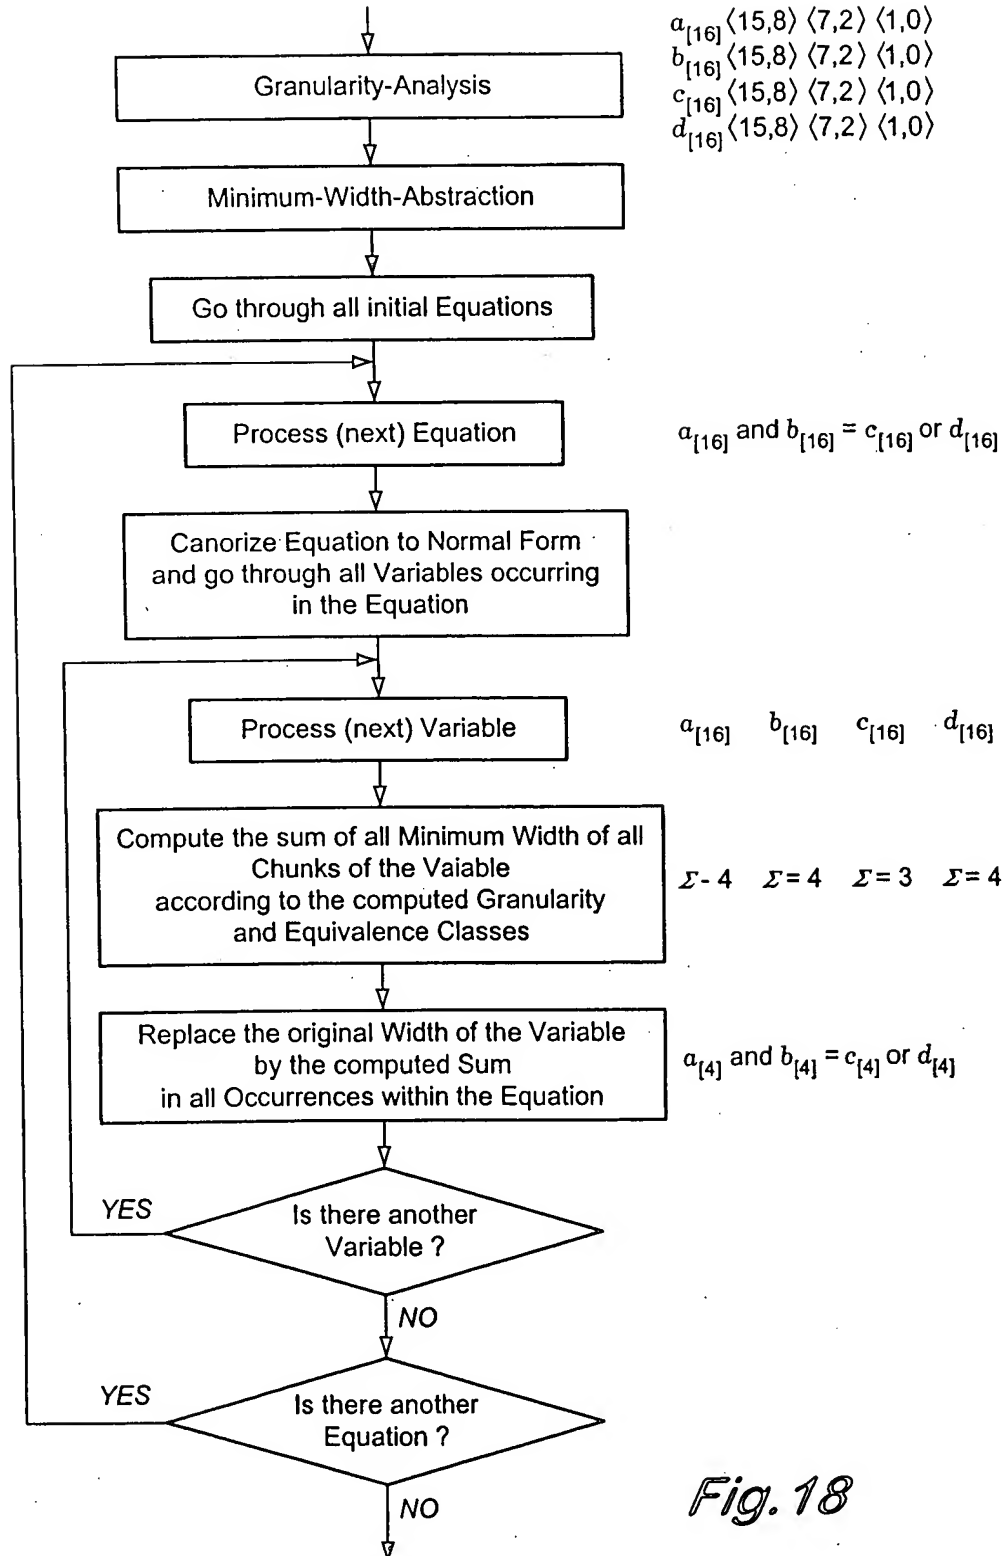 a[16]⟨15,8⟩ ⟨7,2⟩ ⟨1,0⟩
b[16]⟨15,8⟩ ⟨7,2⟩ ⟨1,0⟩
c[16]⟨15,8⟩ ⟨7,2⟩ ⟨1,0⟩
d[16]⟨15,8⟩ ⟨7,2⟩ ⟨1,0⟩
Granularity-Analysis
Minimum-Width-Abstraction
Go through all initial Equations
Process (next) Equation
a[16] and b[16] = c[16] or d[16]
Canorize Equation to Normal Form
and go through all Variables occurring
in the Equation
Process (next) Variable
a[16] b[16] c[16] d[16]
Compute the sum of all Minimum Width of all
Chunks of the Vaiable
according to the computed Granularity
and Equivalence Classes
Σ- 4 Σ= 4 Σ= 3 Σ= 4
Replace the original Width of the Variable
by the computed Sum
in all Occurrences within the Equation
a[4] and b[4] = c[4] or d[4]
YES
Is there another
Variable ?
NO
YES
Is there another
Equation ?
NO
Fig. 18